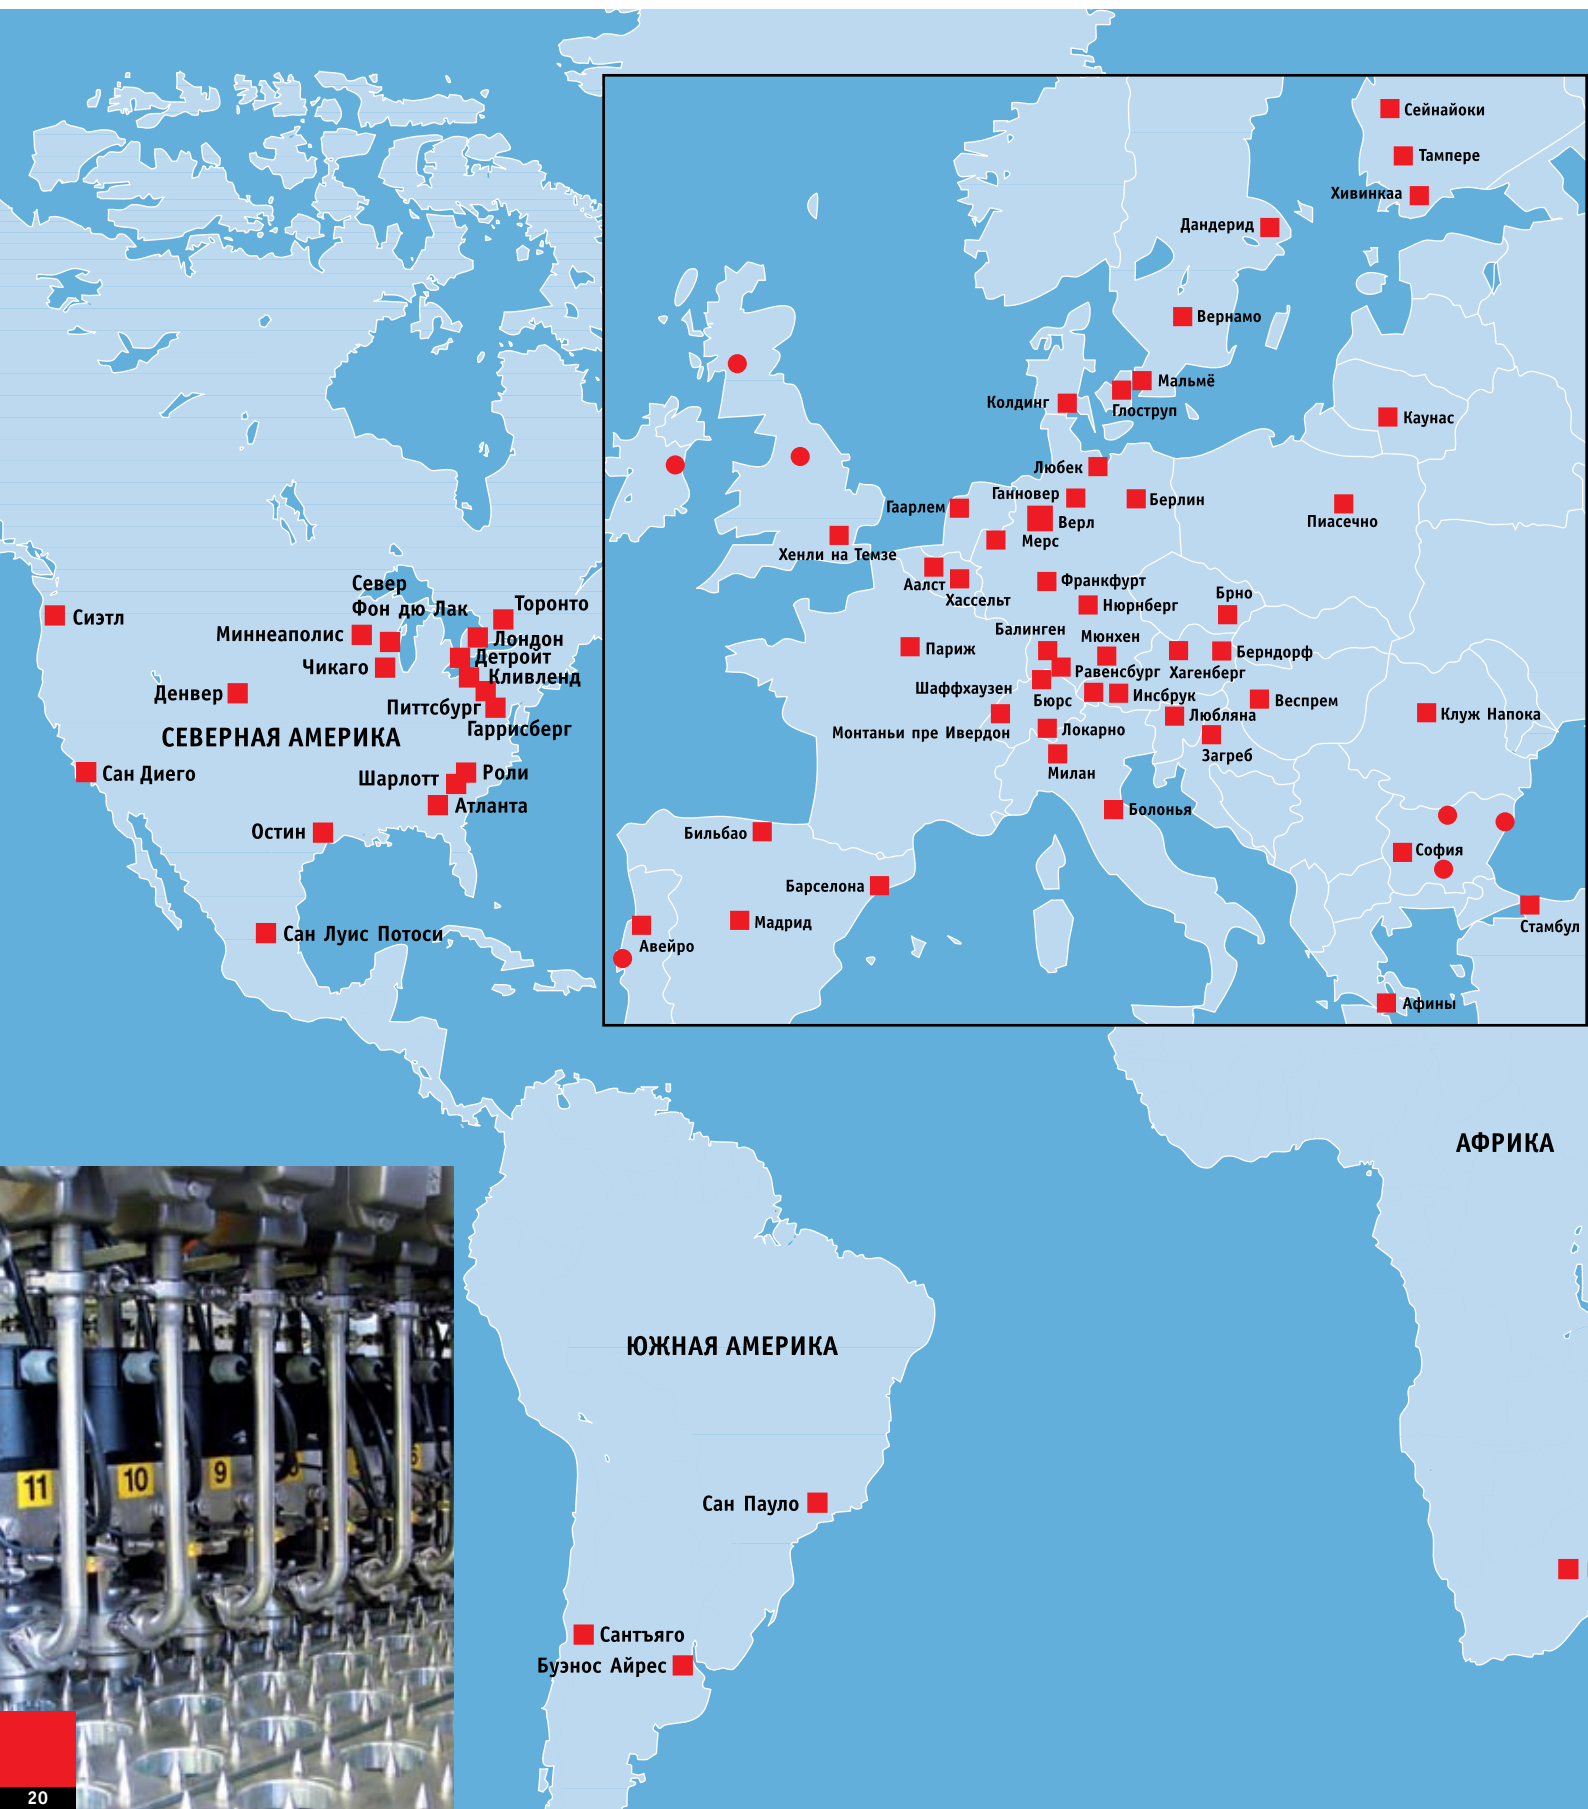 Сейнайоки
Тампере
Хивинкаа
Дандерид
Вернамо
Мальмё
Колдинг
Глоструп
Каунас
Любек
Ганновер
Берлин
Гаарлем
Верл
Пиасечно
Мерс
Хенли на Темзе
Аалст
Франкфурт
Хассельт
Брно
Нюрнберг
Балинген
Мюнхен
Париж
Берндорф
Равенсбург
Хагенберг
Шаффхаузен
Бюрс
Инсбрук
Веспрем
Любляна
Клуж Напока
Монтаньи пре Ивердон
Локарно
Загреб
Милан
Болонья
Бильбао
София
Барселона
Мадрид
Авейро
Стамбул
Афины
Север
Фон дю Лак
Торонто
Сиэтл
Миннеаполис
Лондон
Детройт
Чикаго
Кливленд
Денвер
Питтсбург
Гаррисберг
СЕВЕРНАЯ АМЕРИКА
Сан Диего
Шарлотт
Роли
Атланта
Остин
Сан Луис Потоси
АФРИКА
ЮЖНАЯ АМЕРИКА
Сан Пауло
Сантъяго
Буэнос Айрес
11
10
9
20